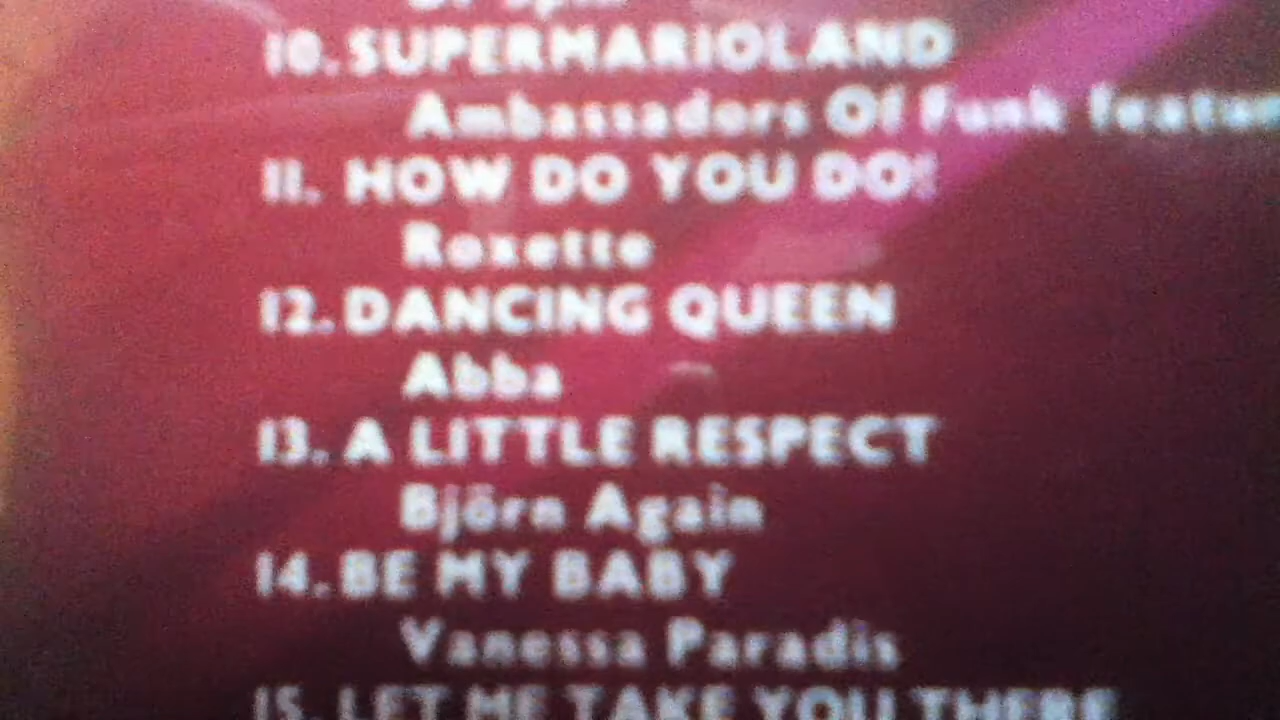 10. SUPERMARIOLAND
Ambassadors Of Funk featur
11. HOW DO YOU DO!
Roxette
12. DANCING QUEEN
Abba
13. A LITTLE RESPECT
Björn Again
14. BE MY BABY
Vanessa Paradis
15. LET ME TAKE YOU THERE